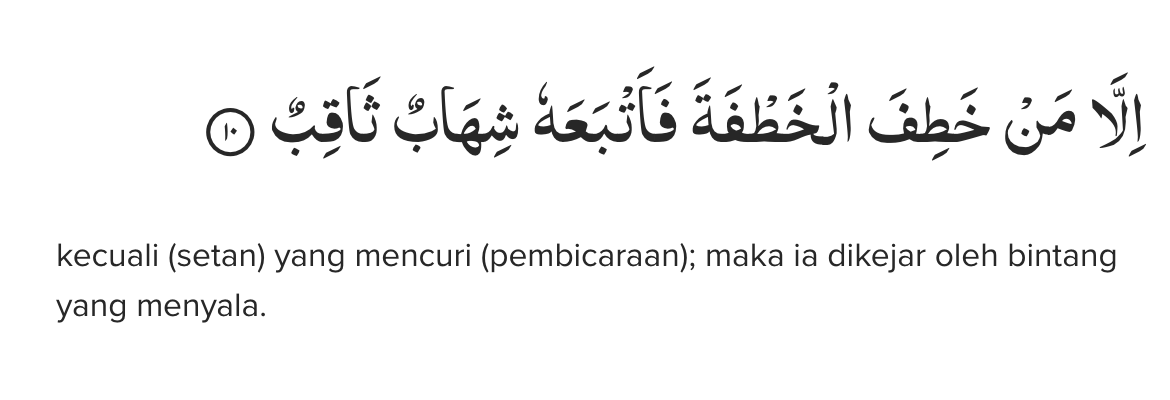 اِلَّا مَنْ خَطِفَ الْخَطْفَةَ فَاَتْبَعَهٗ شِهَابٌ ثَاقِبٌ ١٠
kecuali (setan) yang mencuri (pembicaraan); maka ia dikejar oleh bintang
yang menyala.